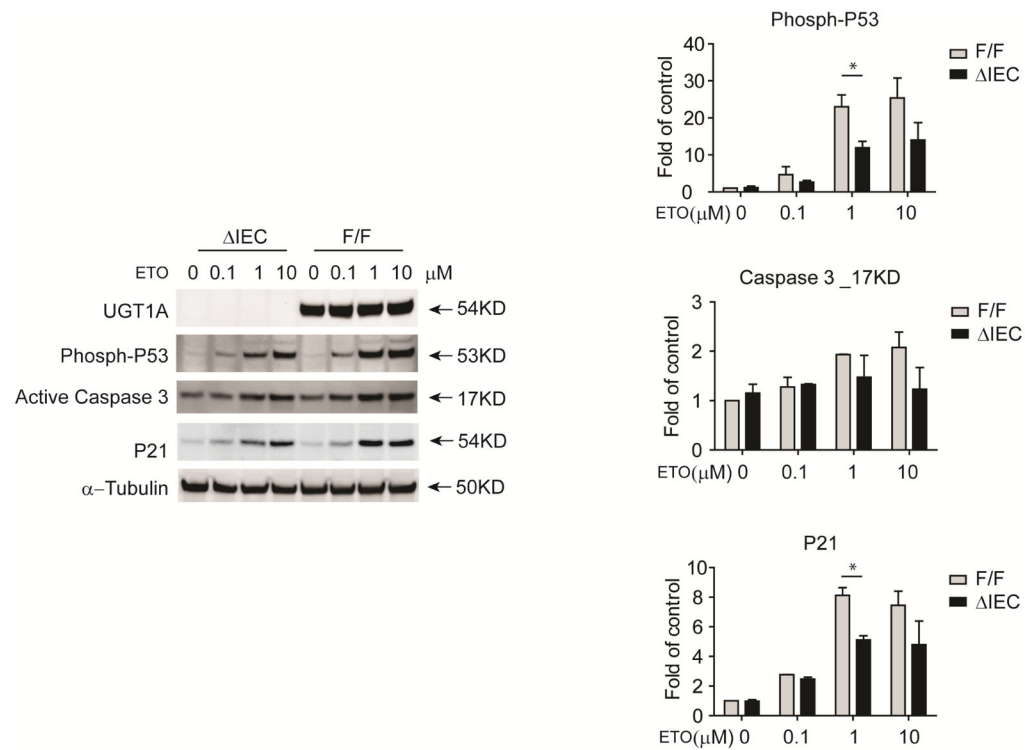 ΔIEC F/F
ETO 0 0.1 1 10 0 0.1 1 10 μM
UGT1A 54KD
Phosph-P53 53KD
Active Caspase 3 17KD
P21 54KD
α-Tubulin 50KD
Phosph-P53
Fold of control
40
30
20
10
0
*
F/F
ΔIEC
ETO(μM) 0 0.1 1 10
Caspase 3 _17KD
Fold of control
3
2
1
0
F/F
ΔIEC
ETO(μM) 0 0.1 1 10
P21
Fold of control
10
8
6
4
2
0
*
F/F
ΔIEC
ETO(μM) 0 0.1 1 10